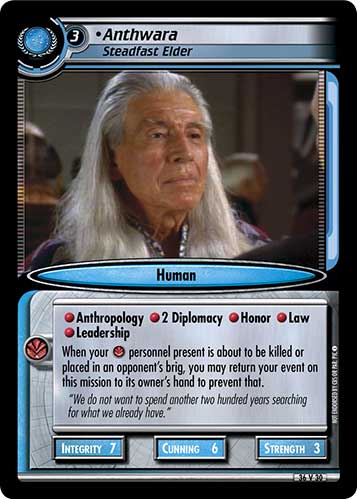 3
•Anthwara
Steadfast Elder
Human
•Anthropology •2 Diplomacy •Honor •Law
•Leadership
When your personnel present is about to be killed or
placed in an opponent's brig, you may return your event on
this mission to its owner's hand to prevent that.
"We do not want to spend another two hundred years searching
for what we already have."
INTEGRITY 7 CUNNING 6 STRENGTH 3
36 V 30